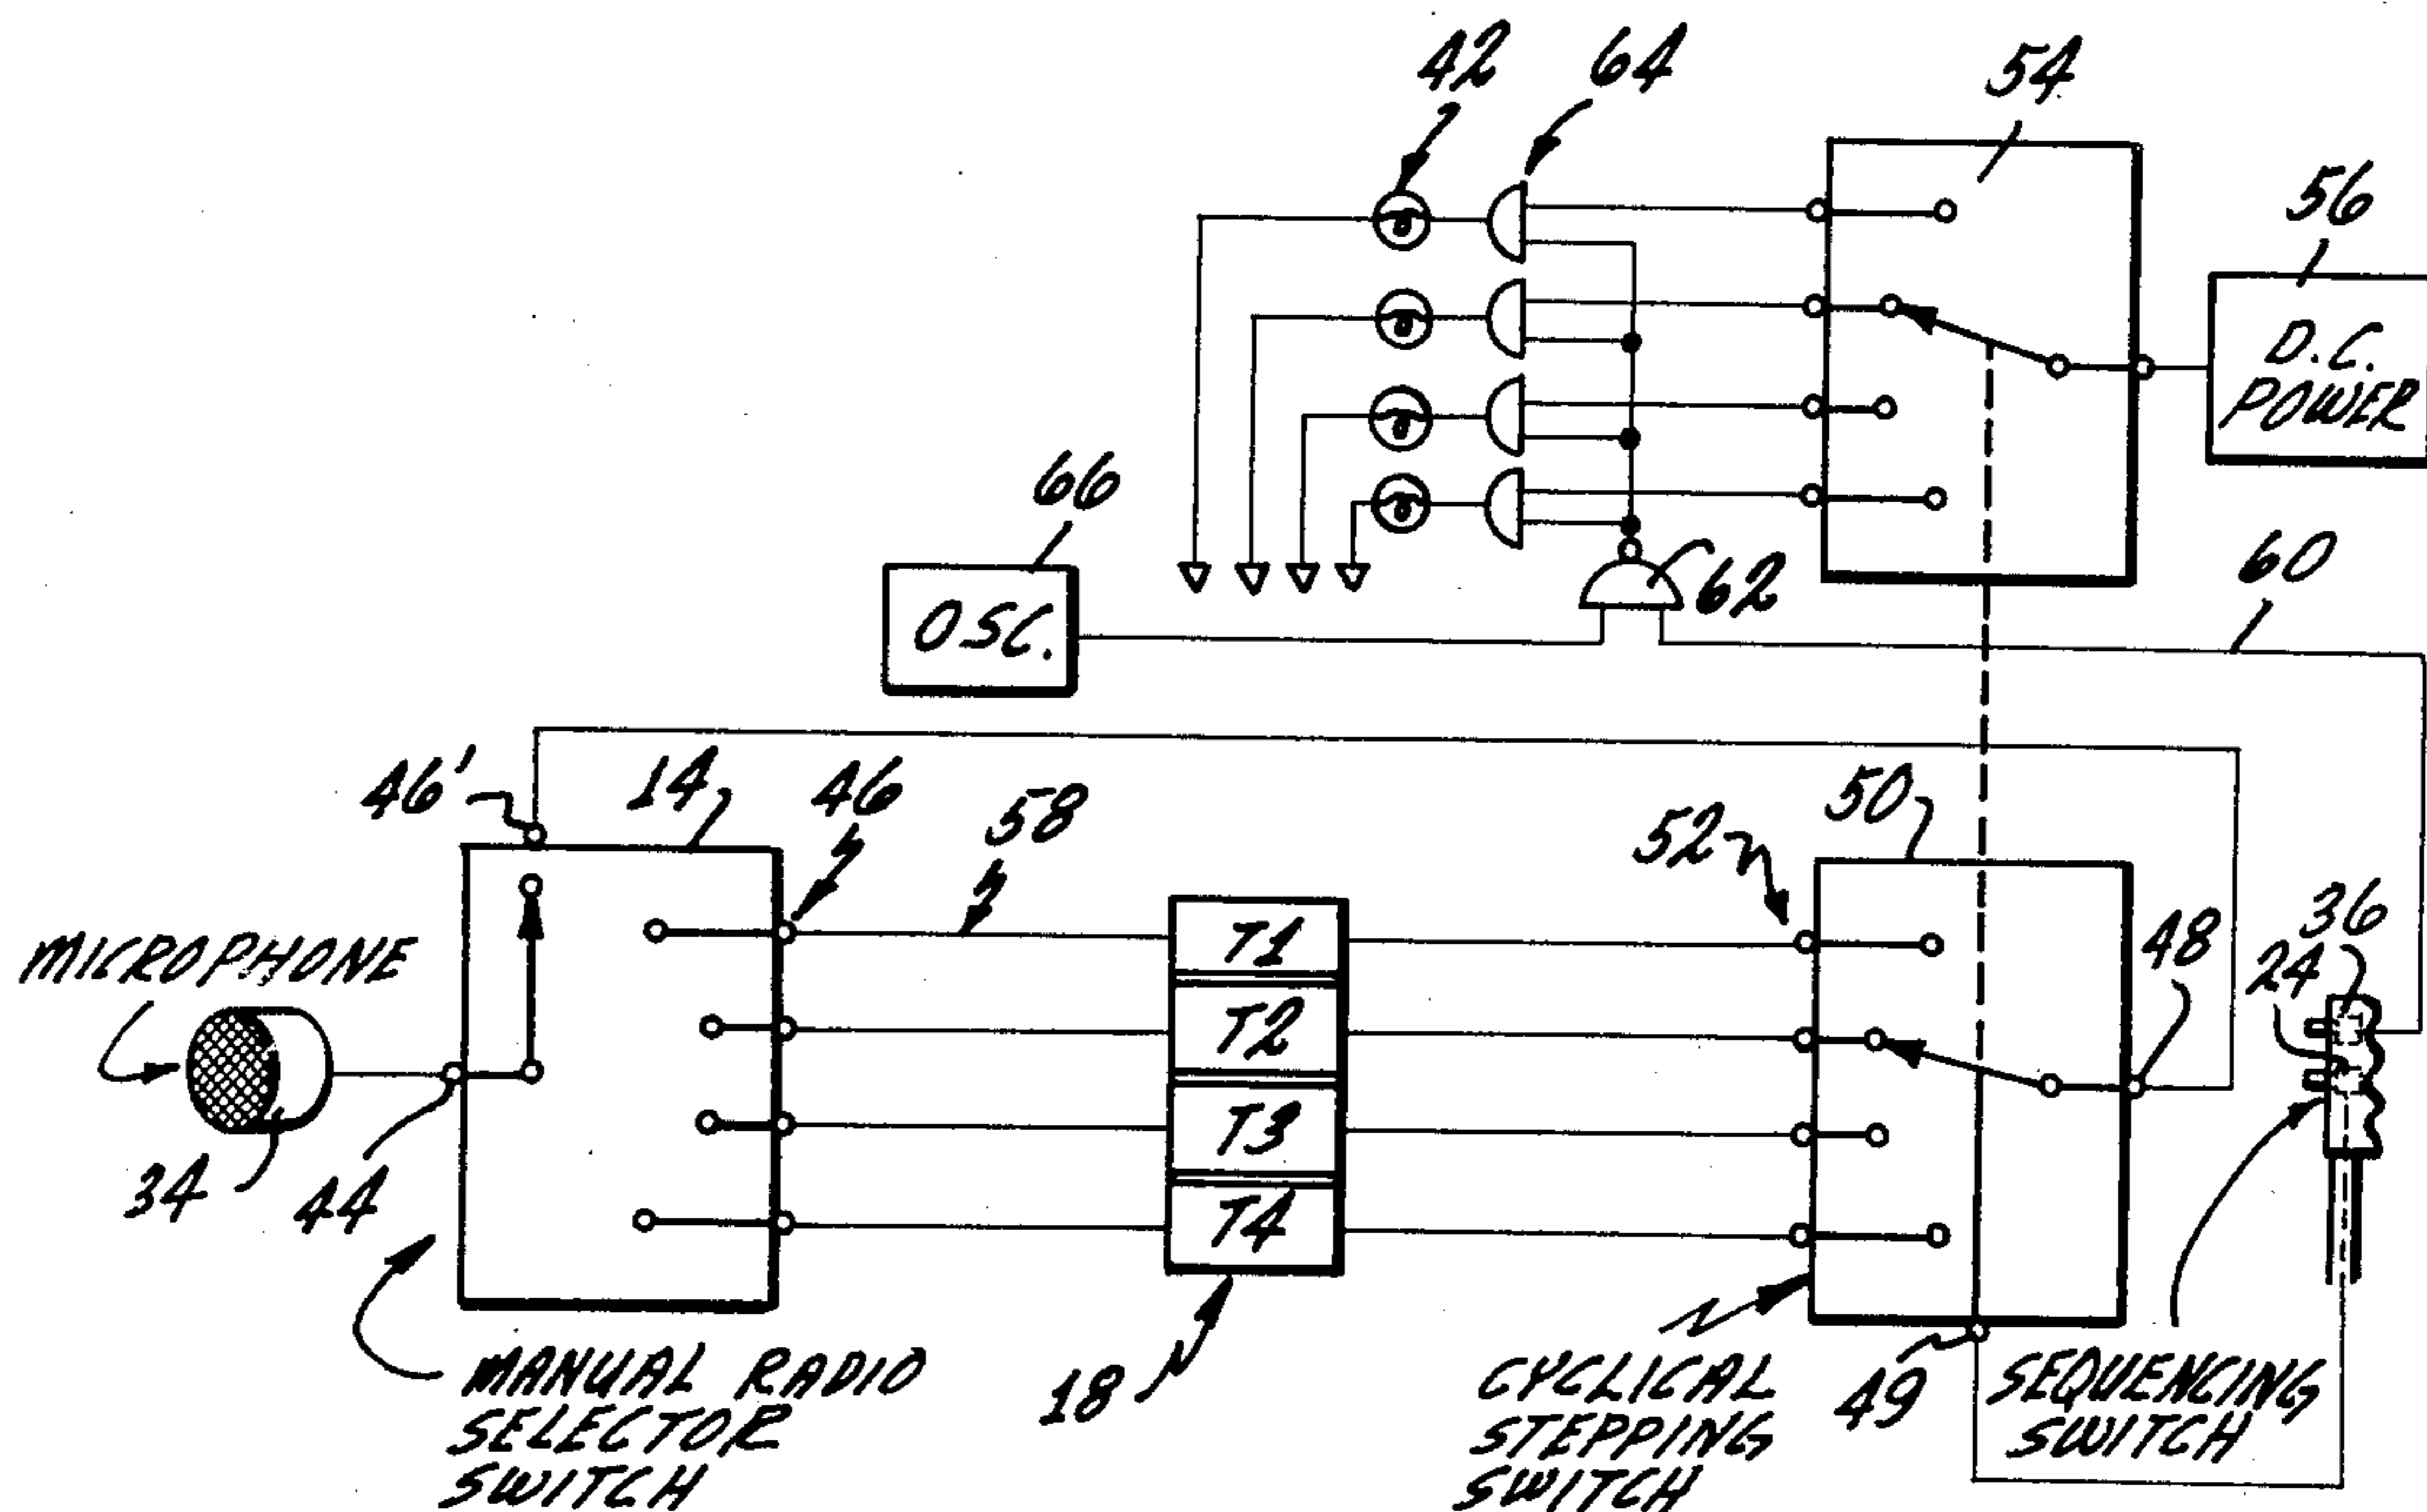 42
64
54
56
D.C.
POWER
66
OSC.
62
60
46'
14
46
58
52
50
48
36
24
MICROPHONE
T1
T2
T3
T4
34
44
MANUAL RADIO
SELECTOR
SWITCH
18
CYCLICAL
STEPPING
SWITCH
49
SEQUENCING
SWITCH